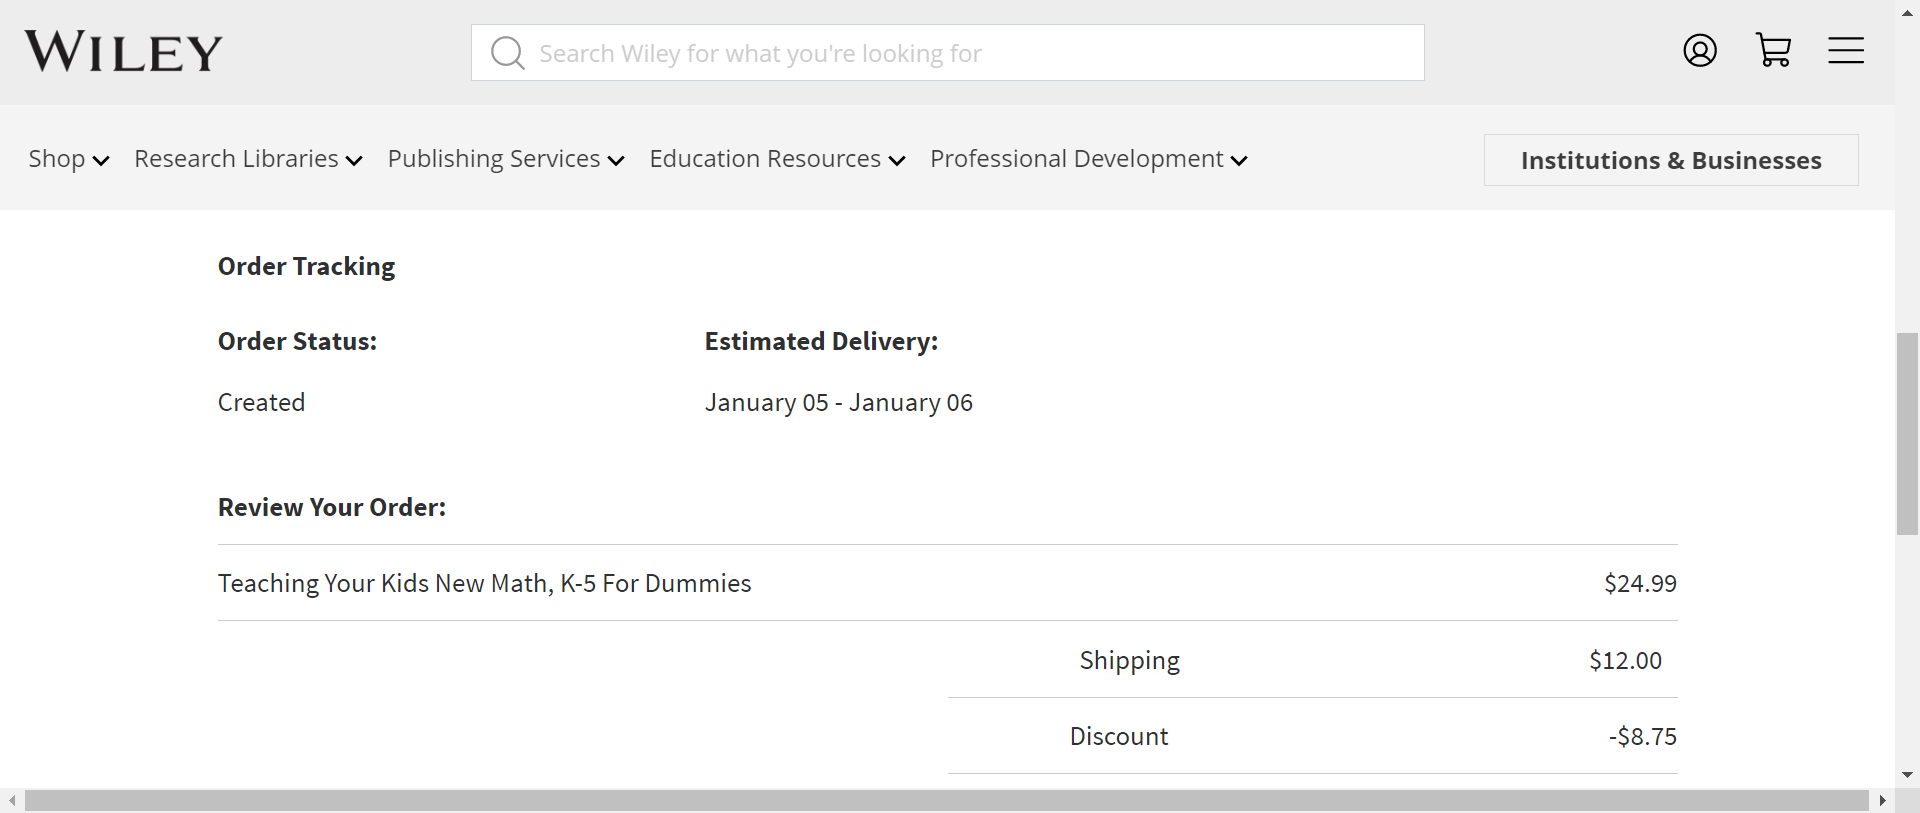 WILEY
Search Wiley for what you're looking for
Shop Research Libraries Publishing Services Education Resources Professional Development Institutions & Businesses
Order Tracking
Order Status: Estimated Delivery:
Created January 05 - January 06
Review Your Order:
Teaching Your Kids New Math, K-5 For Dummies $24.99
Shipping $12.00
Discount -$8.75